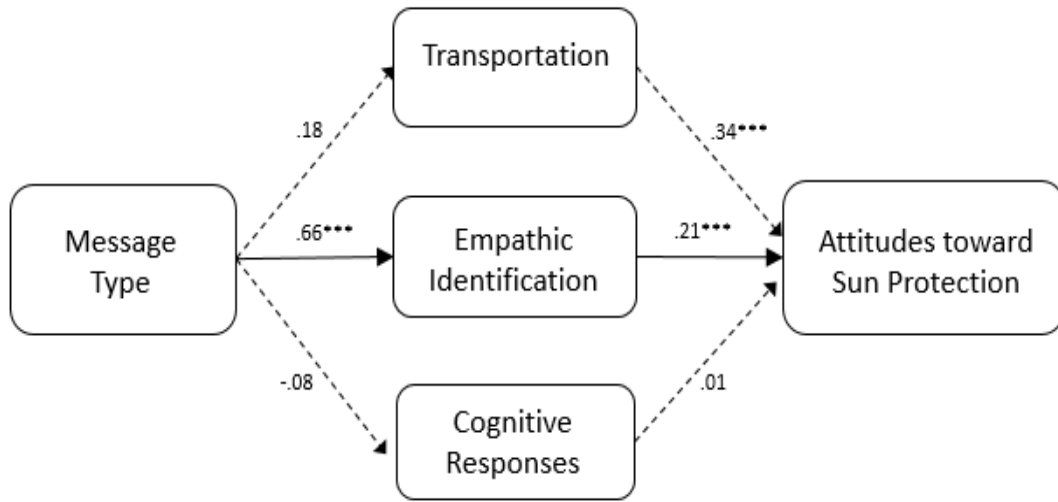 Transportation
.18
.34***
Message
Type
.66***
Empathic
Identification
.21***
Attitudes toward
Sun Protection
-.08
.01
Cognitive
Responses